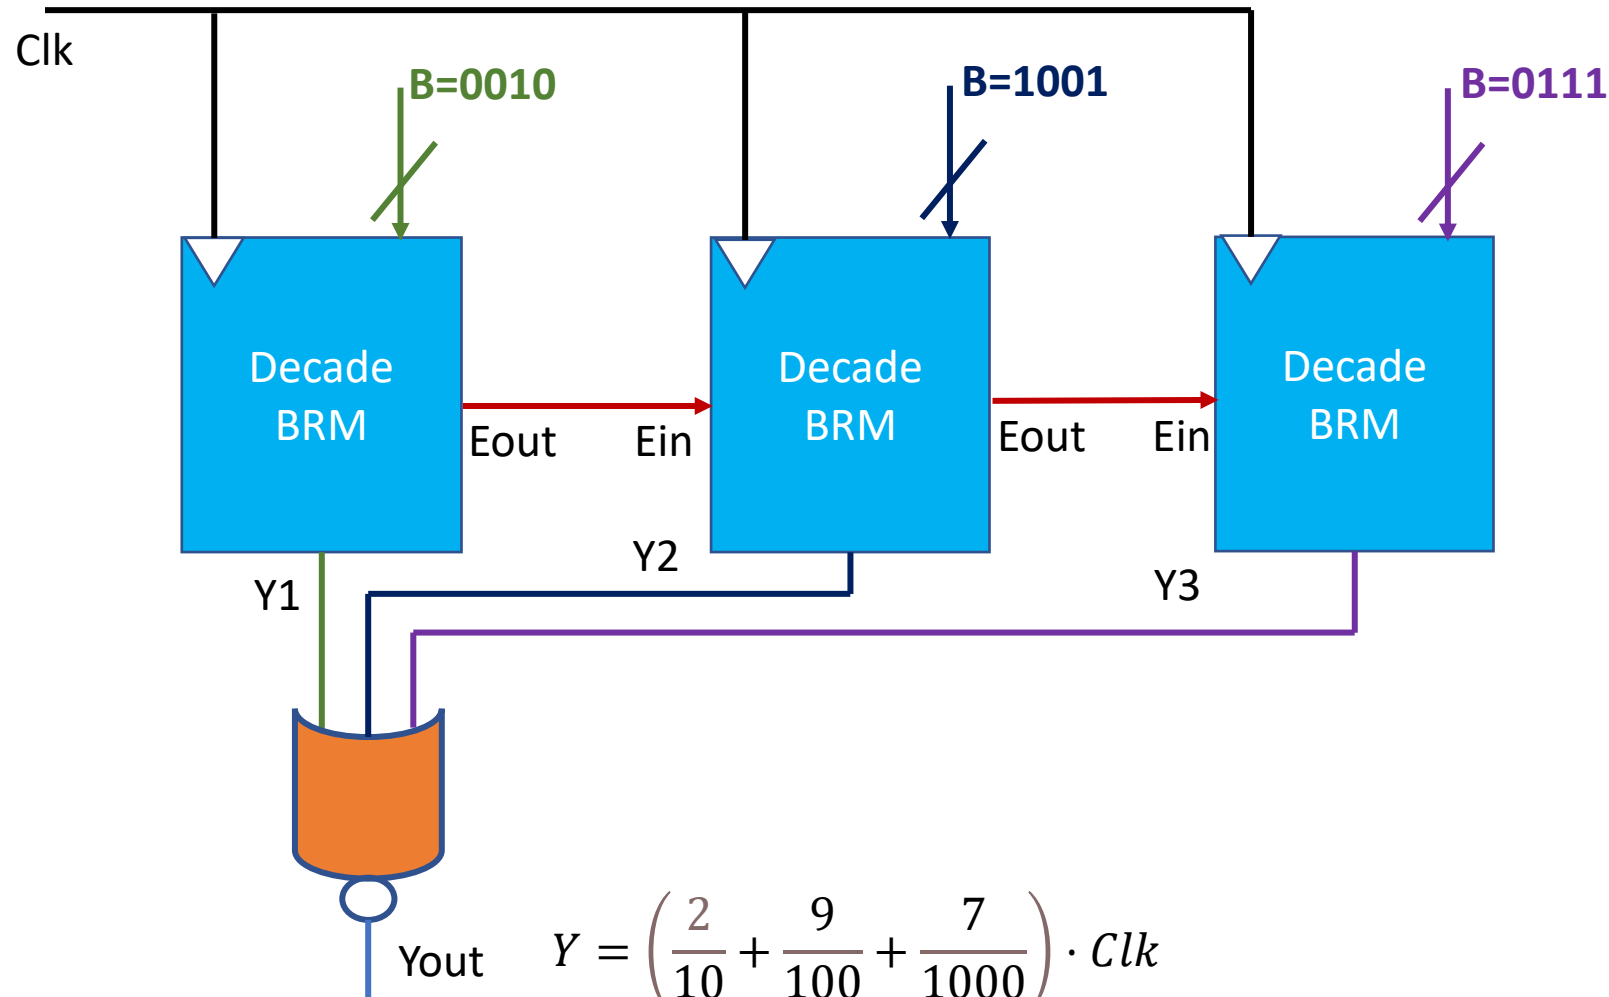 Clk
B=0010
B=1001
B=0111
Decade
BRM
Decade
BRM
Decade
BRM
Eout
Ein
Eout
Ein
Y1
Y2
Y3
Yout
Y = (2/10 + 9/100 + 7/1000) · Clk